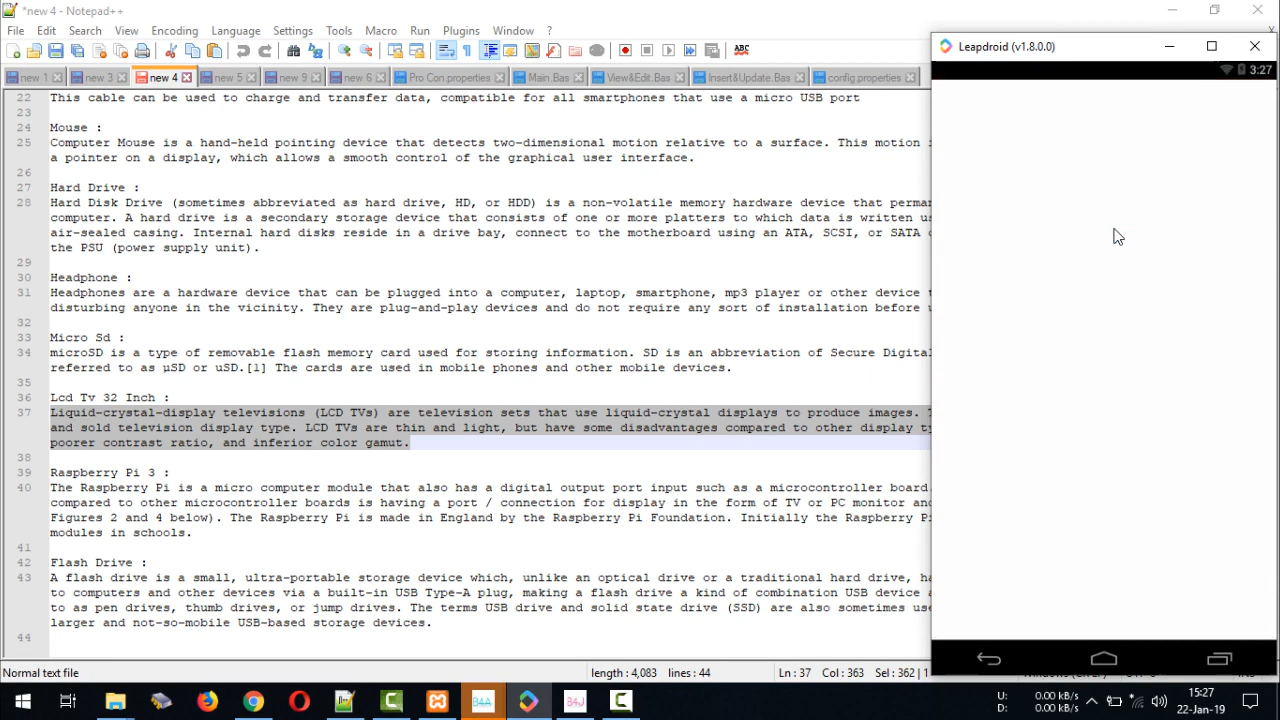 *new 4 - Notepad++
File Edit Search View Encoding Language Settings Tools Macro Run Plugins Window ?
ABC
new 1 new 3 new 4 new 5 new 9 new 6 Pro Con.properties Main.Bas View&Edit.Bas Insert&Update.Bas config.properties
22 This cable can be used to charge and transfer data, compatible for all smartphones that use a micro USB port
23
24 Mouse :
25 Computer Mouse is a hand-held pointing device that detects two-dimensional motion relative to a surface. This motion
a pointer on a display, which allows a smooth control of the graphical user interface.
26
27 Hard Drive :
28 Hard Disk Drive (sometimes abbreviated as hard drive, HD, or HDD) is a non-volatile memory hardware device that perma
computer. A hard drive is a secondary storage device that consists of one or more platters to which data is written
air-sealed casing. Internal hard disks reside in a drive bay, connect to the motherboard using an ATA, SCSI, or SATA
the PSU (power supply unit).
29
30 Headphone :
31 Headphones are a hardware device that can be plugged into a computer, laptop, smartphone, mp3 player or other device
disturbing anyone in the vicinity. They are plug-and-play devices and do not require any sort of installation before
32
33 Micro Sd :
34 microSD is a type of removable flash memory card used for storing information. SD is an abbreviation of Secure Digital
referred to as µSD or uSD.[1] The cards are used in mobile phones and other mobile devices.
35
36 Lcd Tv 32 Inch :
37 Liquid-crystal-display televisions (LCD TVs) are television sets that use liquid-crystal displays to produce images.
and sold television display type. LCD TVs are thin and light, but have some disadvantages compared to other display
poorer contrast ratio, and inferior color gamut.
38
39 Raspberry Pi 3 :
40 The Raspberry Pi is a micro computer module that also has a digital output port input such as a microcontroller board
compared to other microcontroller boards is having a port / connection for display in the form of TV or PC monitor and
Figures 2 and 4 below). The Raspberry Pi is made in England by the Raspberry Pi Foundation. Initially the Raspberry
modules in schools.
41
42 Flash Drive :
43 A flash drive is a small, ultra-portable storage device which, unlike an optical drive or a traditional hard drive,
to computers and other devices via a built-in USB Type-A plug, making a flash drive a kind of combination USB device
to as pen drives, thumb drives, or jump drives. The terms USB drive and solid state drive (SSD) are also sometimes
larger and not-so-mobile USB-based storage devices.
44
Normal text file length : 4,083 lines : 44 Ln : 37 Col : 363 Sel : 362 | 1
Leapdroid (v1.8.0.0)
3:27
B4A B4J
U: 0.00 kB/s
D: 0.00 kB/s
15:27
22-Jan-19